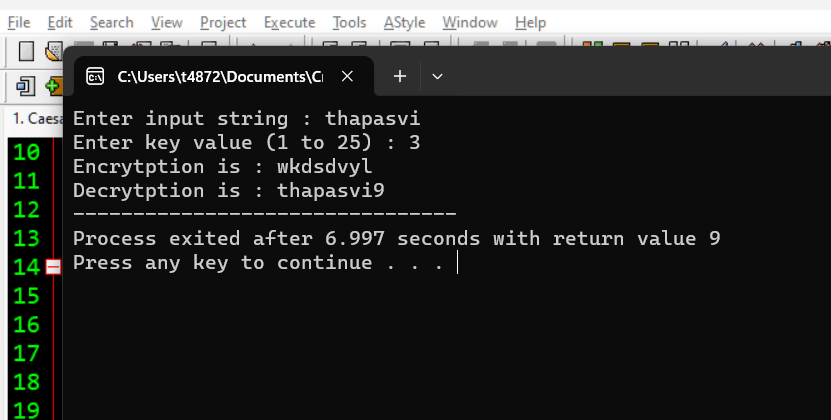 File Edit Search View Project Execute Tools AStyle Window Help
C:\Users\t4872\Documents\C
1. Caesa
Enter input string : thapasvi
Enter key value (1 to 25) : 3
Encrytption is : wkdsdvyl
Decrytption is : thapasvi9
--------------------------------
Process exited after 6.997 seconds with return value 9
Press any key to continue . . .
10
11
12
13
14
15
16
17
18
19